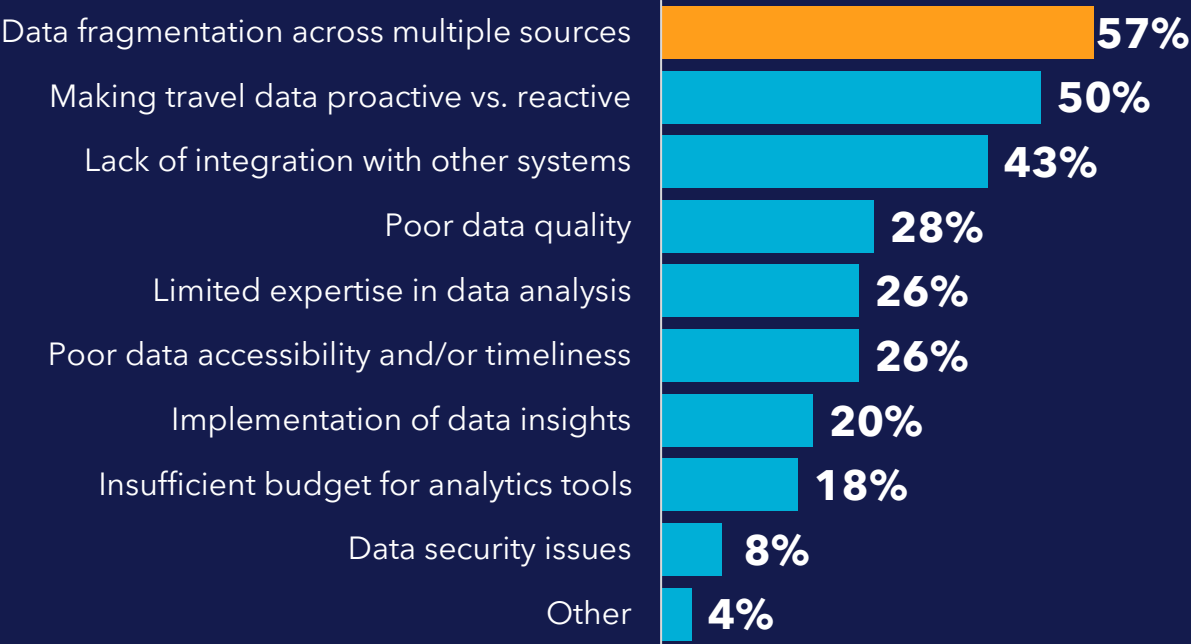 Data fragmentation across multiple sources 57%
Making travel data proactive vs. reactive 50%
Lack of integration with other systems 43%
Poor data quality 28%
Limited expertise in data analysis 26%
Poor data accessibility and/or timeliness 26%
Implementation of data insights 20%
Insufficient budget for analytics tools 18%
Data security issues 8%
Other 4%